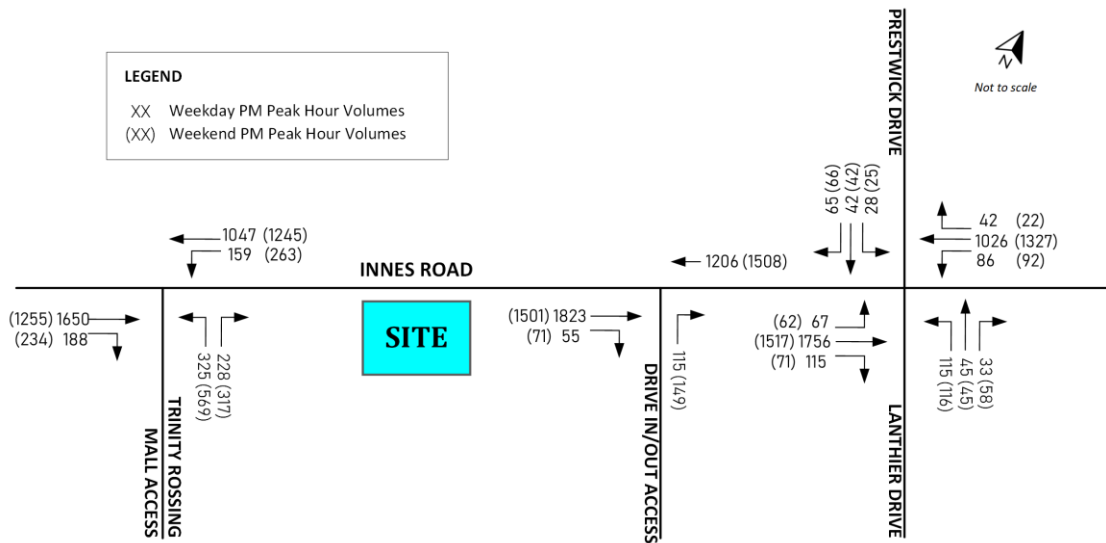 PRESTWICK DRIVE
N
Not to scale
LEGEND
XX Weekday PM Peak Hour Volumes
(XX) Weekend PM Peak Hour Volumes
65 (66)
42 (42)
28 (25)
42 (22)
1026 (1327)
86 (92)
1047 (1245)
159 (263)
1206 (1508)
INNES ROAD
(1255) 1650
(234) 188
325 (569)
228 (317)
SITE
(1501) 1823
(71) 55
115 (149)
(62) 67
(1517) 1756
(71) 115
115 (116)
45 (45)
33 (58)
MALL ACCESS
TRINITY ROSSING
DRIVE IN/OUT ACCESS
LANTHIER DRIVE